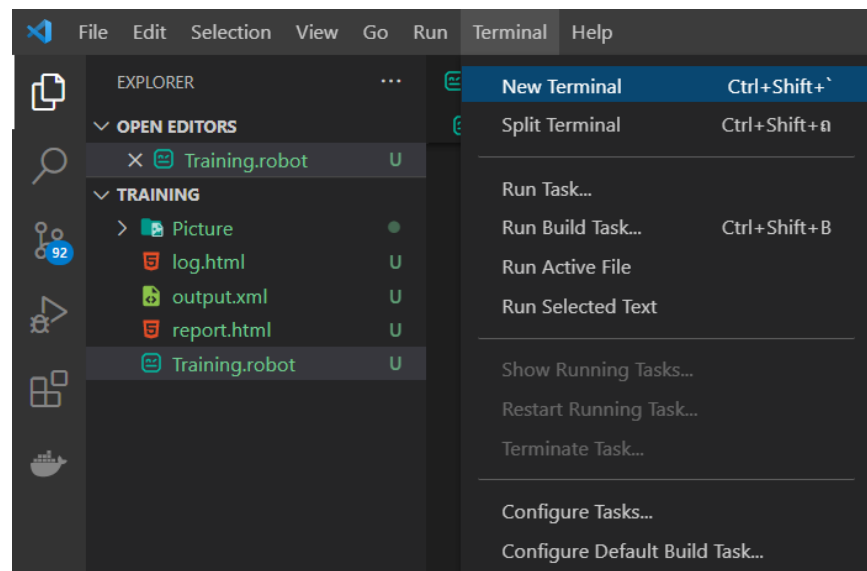 File Edit Selection View Go Run Terminal Help
EXPLORER ...
OPEN EDITORS
Training.robot U
TRAINING
Picture
log.html U
output.xml U
report.html U
Training.robot U
92
New Terminal Ctrl+Shift+`
Split Terminal Ctrl+Shift+ฅ
Run Task...
Run Build Task... Ctrl+Shift+B
Run Active File
Run Selected Text
Show Running Tasks...
Restart Running Task...
Terminate Task...
Configure Tasks...
Configure Default Build Task...